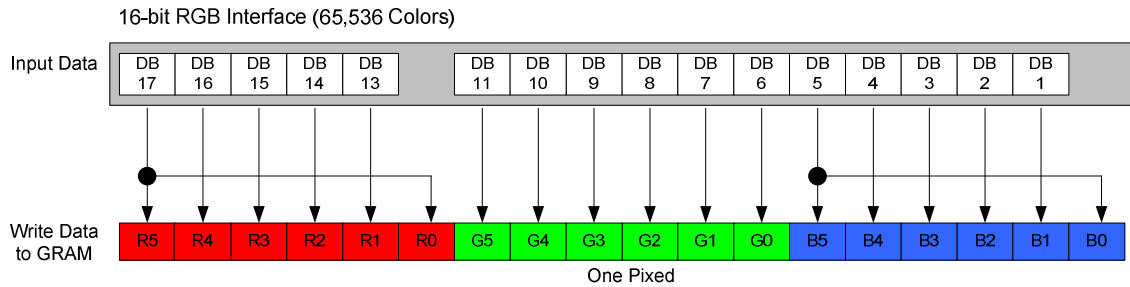 16-bit RGB Interface (65,536 Colors)
Input Data
DB DB DB DB DB DB DB DB DB DB DB DB DB DB DB DB
17 16 15 14 13 11 10 9 8 7 6 5 4 3 2 1
Write Data
to GRAM
R5 R4 R3 R2 R1 R0 G5 G4 G3 G2 G1 G0 B5 B4 B3 B2 B1 B0
One Pixed